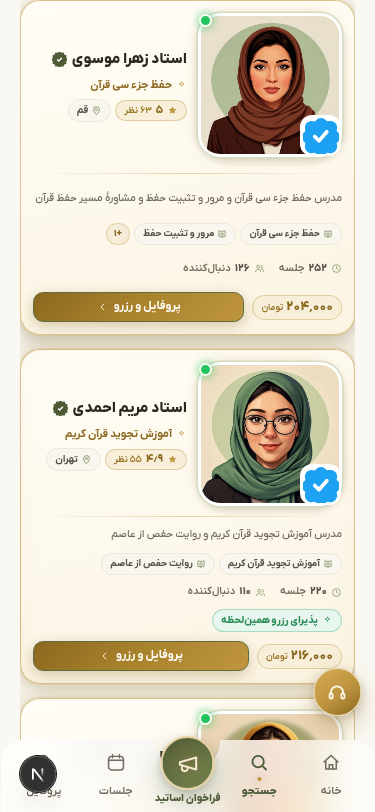 استاد زهرا موسوی
حفظ جزء سی قرآن
۵ ۶۳ نظر
قم
مدرس حفظ جزء سی قرآن و مرور و تثبیت حفظ و مشاورهٔ مسیر حفظ قرآن
حفظ جزء سی قرآن
مرور و تثبیت حفظ
+۱
۲۵۲ جلسه
۱۲۶ دنبال‌کننده
۲۰۴,۰۰۰ تومان
پروفایل و رزرو
استاد مریم احمدی
آموزش تجوید قرآن کریم
۴٫۹ ۵۵ نظر
تهران
مدرس آموزش تجوید قرآن کریم و روایت حفص از عاصم
آموزش تجوید قرآن کریم
روایت حفص از عاصم
۲۲۰ جلسه
۱۱۰ دنبال‌کننده
پذیرای رزرو همین‌لحظه
۲۱۶,۰۰۰ تومان
پروفایل و رزرو
خانه
جستجو
فراخوان اساتید
جلسات
N